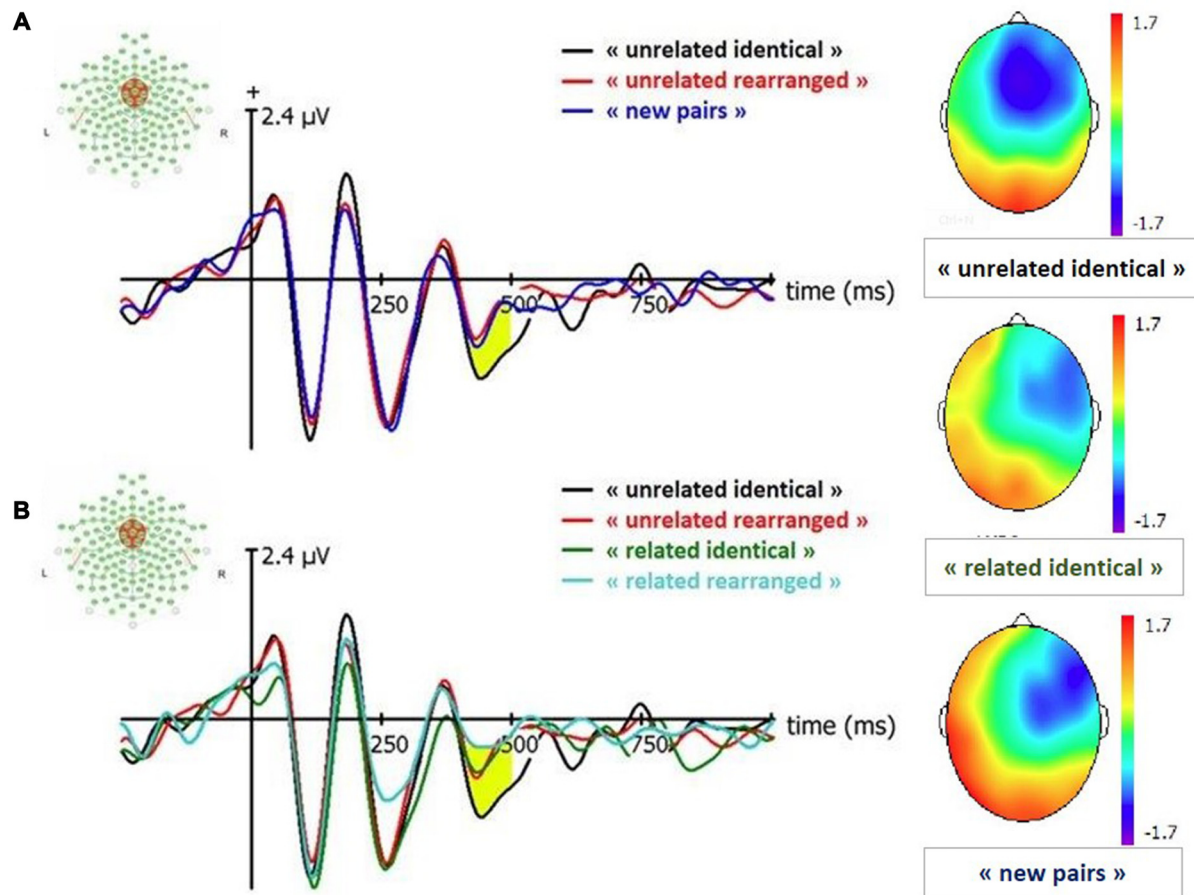 A
L
R
+
2.4 µV
250
500
750
time (ms)
« unrelated identical »
« unrelated rearranged »
« new pairs »
1.7
-1.7
« unrelated identical »
B
L
R
2.4 µV
250
500
750
time (ms)
« unrelated identical »
« unrelated rearranged »
« related identical »
« related rearranged »
1.7
-1.7
« related identical »
1.7
-1.7
« new pairs »